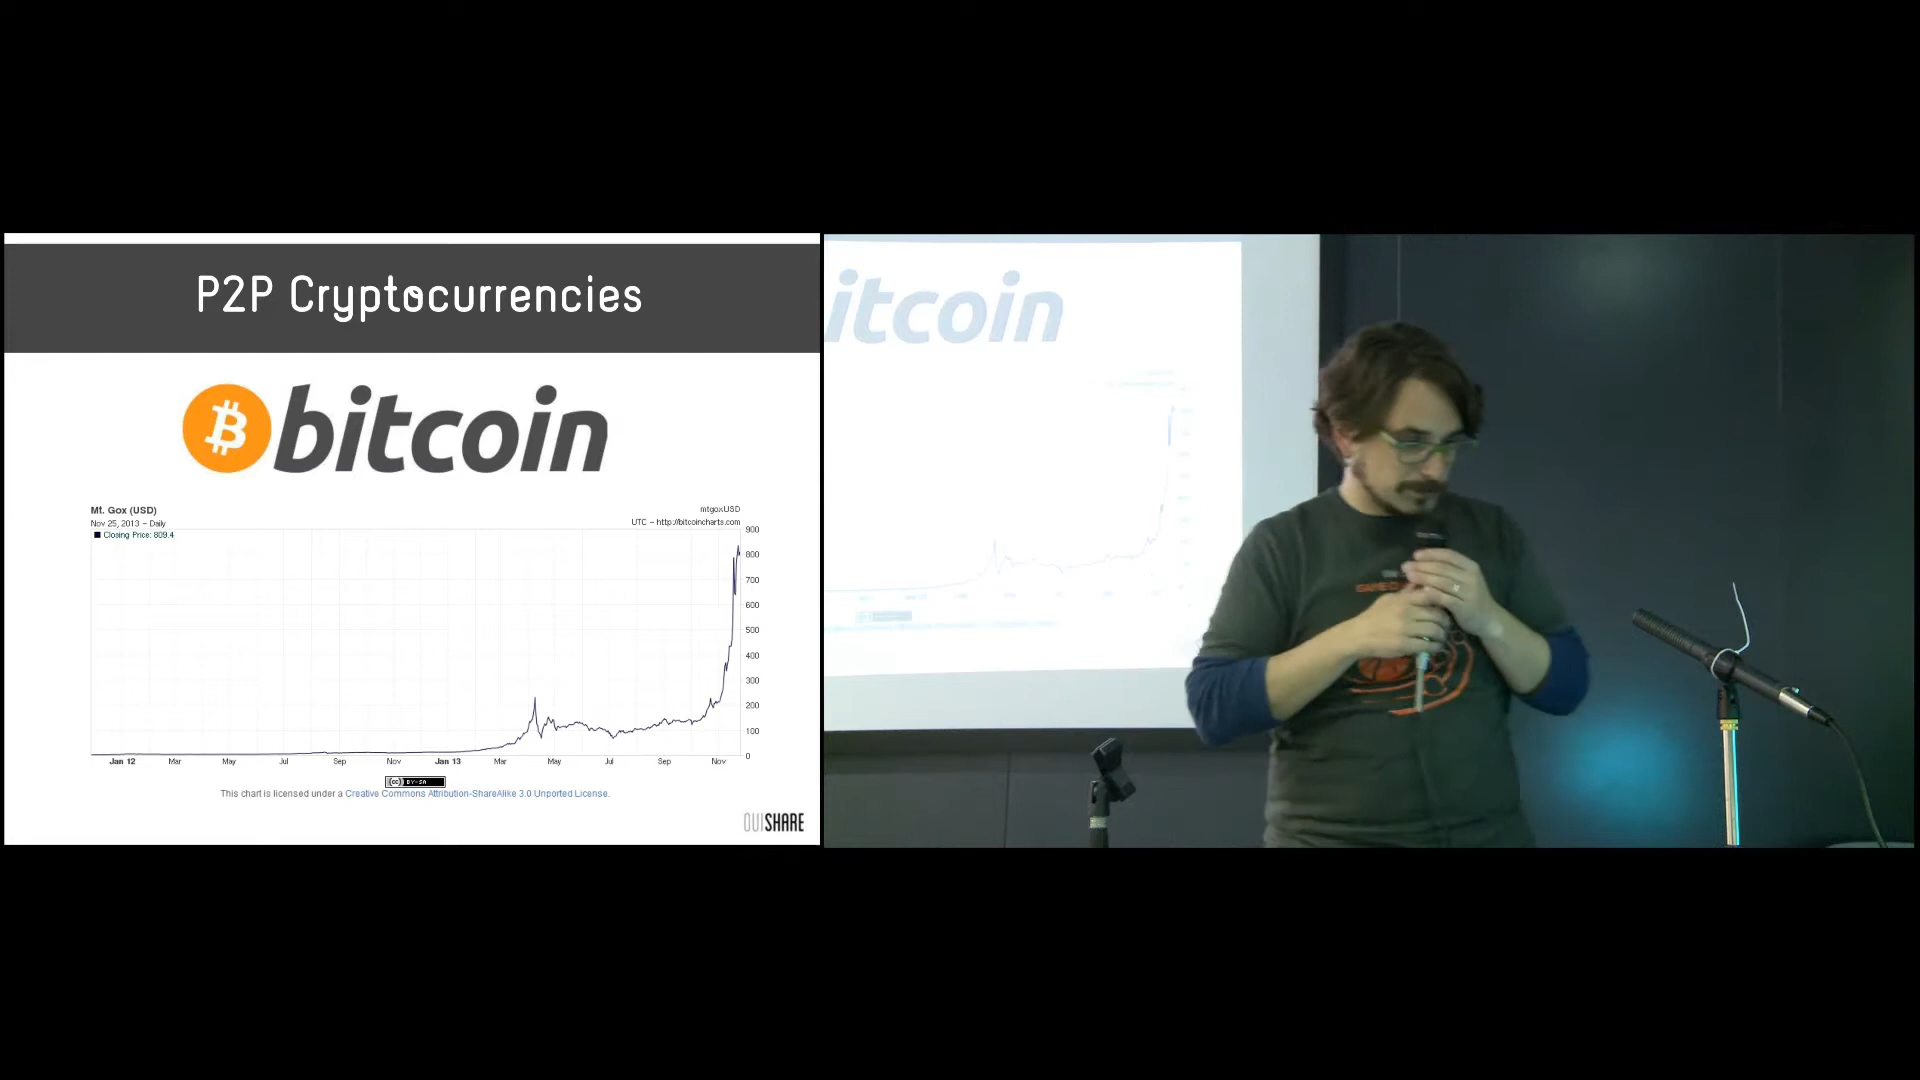 P2P Cryptocurrencies
bitcoin
Mt. Gox (USD)
mtgoxUSD
Nov 25, 2013 - Daily
UTC - http://bitcoincharts.com
Closing Price: 809.4
900
800
700
600
500
400
300
200
100
0
Jan 12 Mar May Jul Sep Nov Jan 13 Mar May Jul Sep Nov
cc BY-SA
This chart is licensed under a Creative Commons Attribution-ShareAlike 3.0 Unported License.
OUISHARE
itcoin